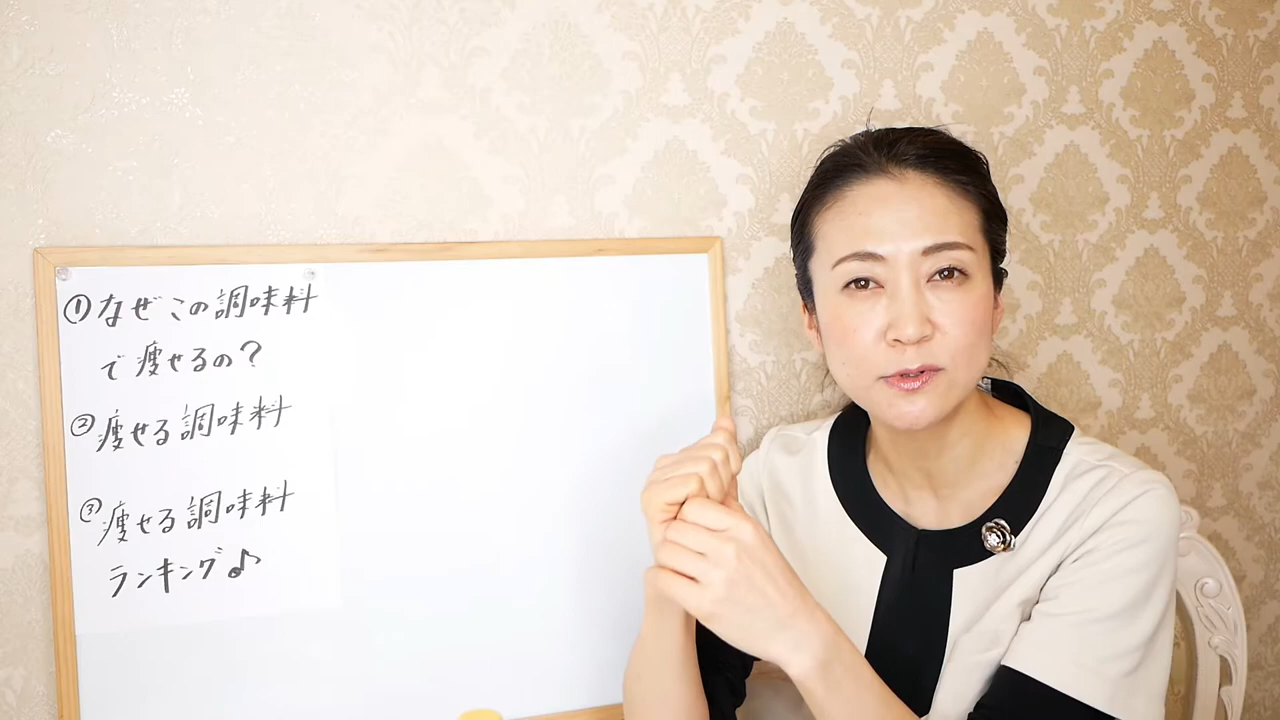 ①なぜこの調味料
で痩せるの？
②痩せる調味料
③痩せる調味料
ランキング♪